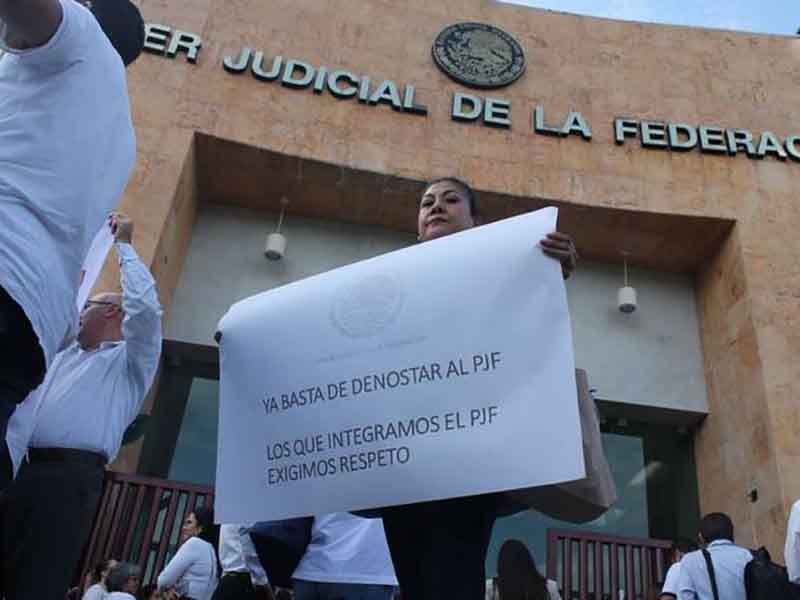 ER JUDICIAL DE LA FEDERAC
YA BASTA DE DENOSTAR AL PJF
LOS QUE INTEGRAMOS EL PJF
EXIGIMOS RESPETO